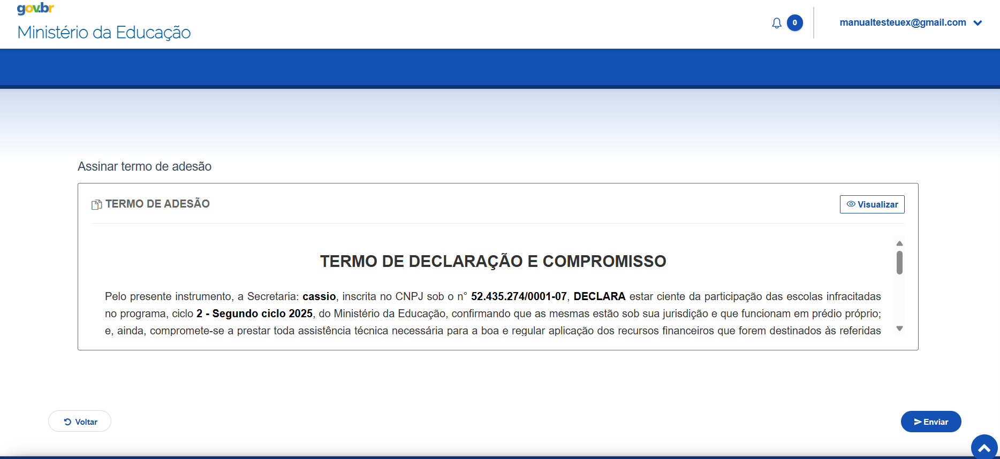 gov.br
Ministério da Educação
0
manualtesteuex@gmail.com
Assinar termo de adesão
TERMO DE ADESÃO
Visualizar
TERMO DE DECLARAÇÃO E COMPROMISSO
Pelo presente instrumento, a Secretaria: cassio, inscrita no CNPJ sob o n° 52.435.274/0001-07, DECLARA estar ciente da participação das escolas infracitadas
no programa, ciclo 2 - Segundo ciclo 2025, do Ministério da Educação, confirmando que as mesmas estão sob sua jurisdição e que funcionam em prédio próprio;
e, ainda, compromete-se a prestar toda assistência técnica necessária para a boa e regular aplicação dos recursos financeiros que forem destinados às referidas
Voltar
Enviar